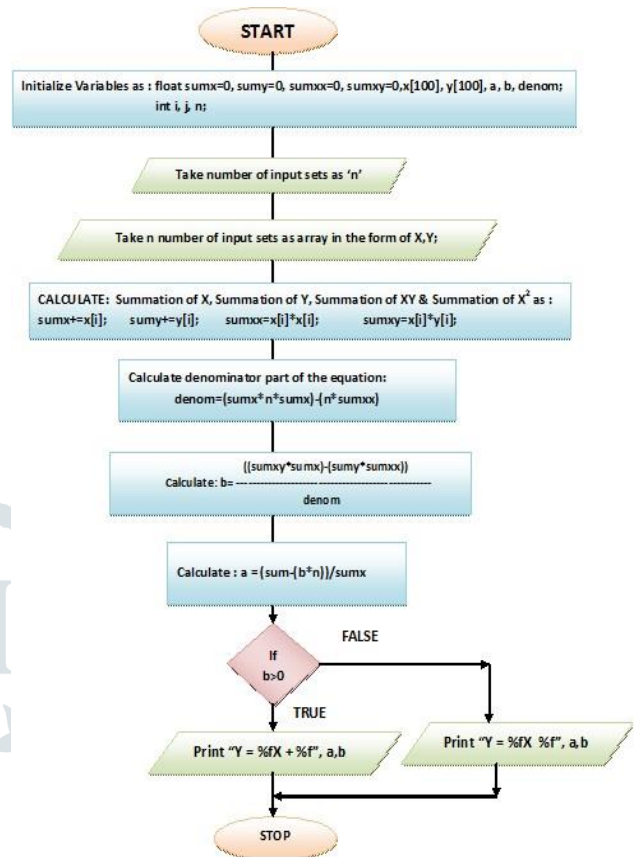 START
Initialize Variables as : float sumx=0, sumy=0, sumxx=0, sumxy=0,x[100], y[100], a, b, denom;
int i, j, n;
Take number of input sets as ‘n’
Take n number of input sets as array in the form of X,Y;
CALCULATE: Summation of X, Summation of Y, Summation of XY & Summation of X² as :
sumx+=x[i]; sumy+=y[i]; sumxx=x[i]*x[i]; sumxy=x[i]*y[i];
Calculate denominator part of the equation:
denom=(sumx*n*sumx)-(n*sumxx)
((sumxy*sumx)-(sumy*sumxx))
Calculate: b= --------------------------------------------------
denom
Calculate : a =(sum-(b*n))/sumx
FALSE
If
b>0
TRUE
Print “Y = %fX + %f”, a,b
Print “Y = %fX %f”, a,b
STOP